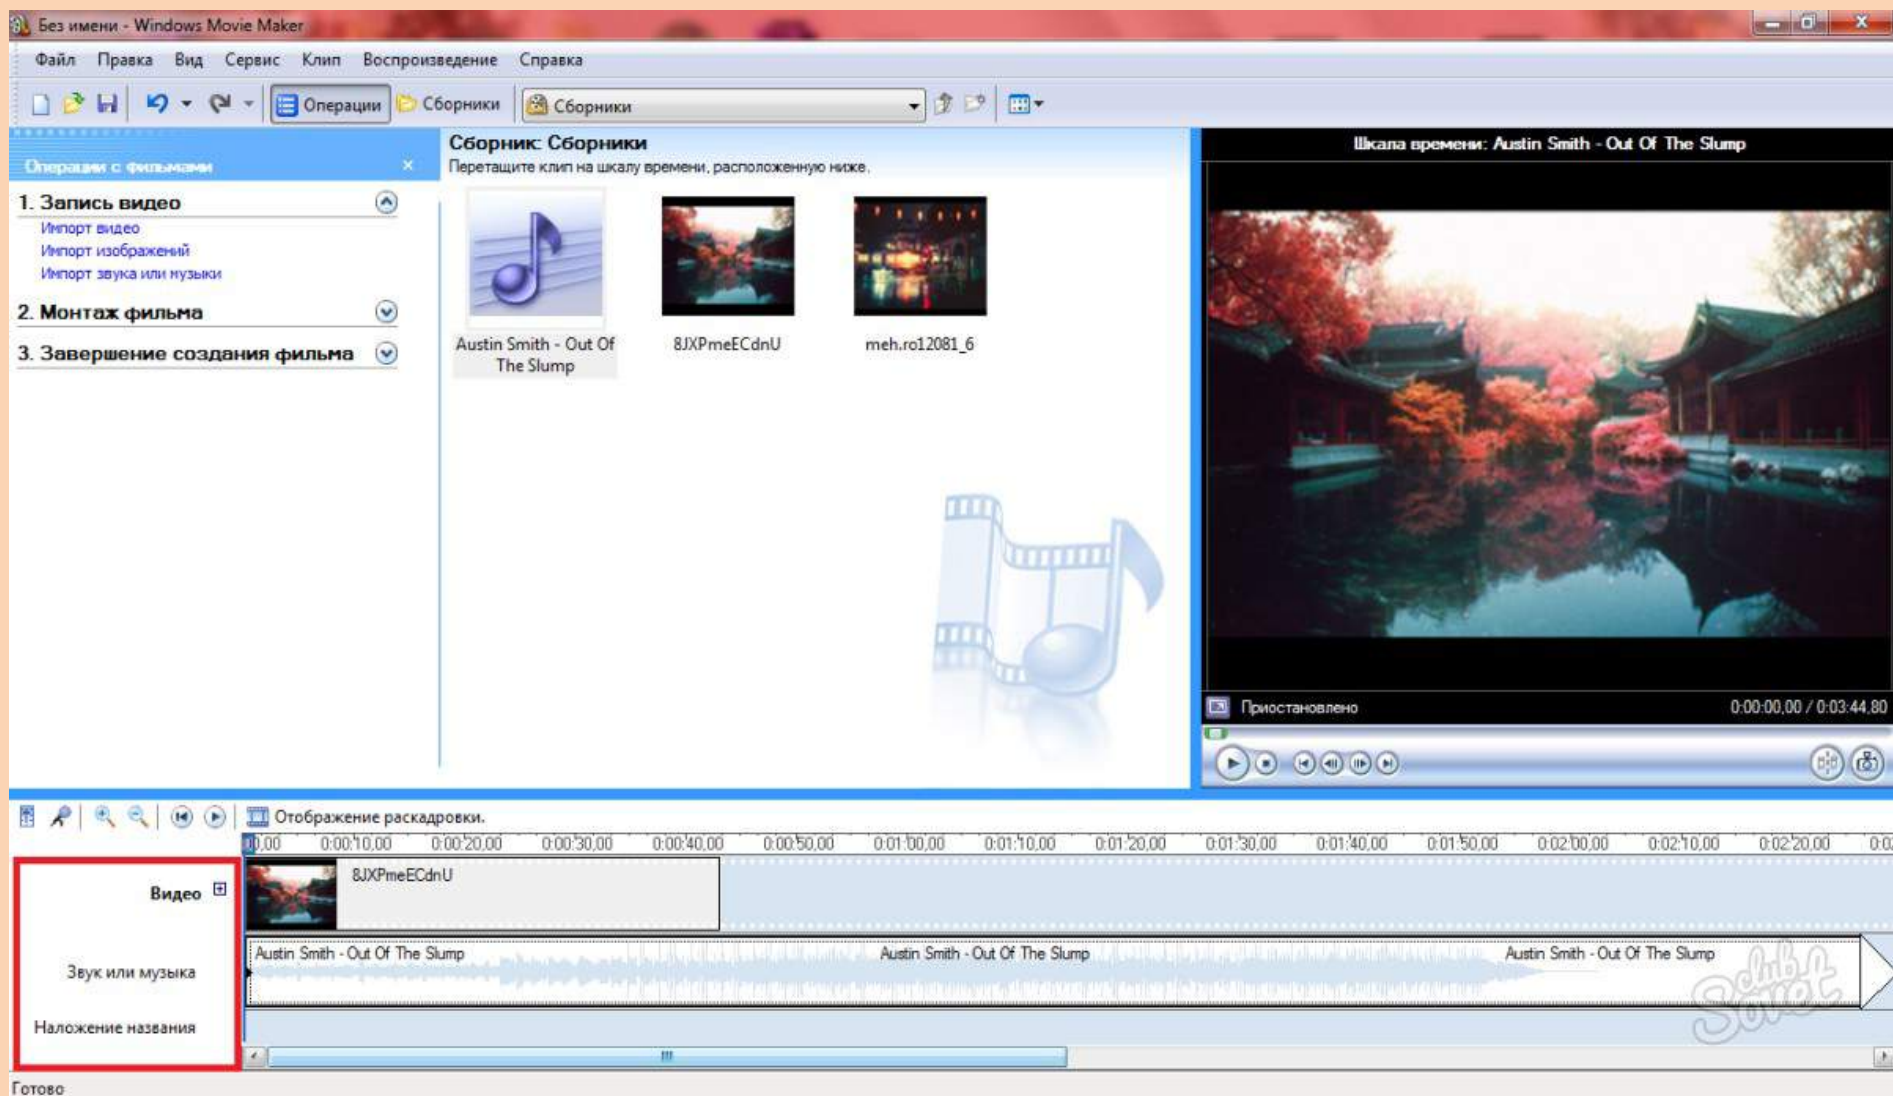 Без имени - Windows Movie Maker
Файл Правка Вид Сервис Клип Воспроизведение Справка
Операции Сборники Сборники
Операции с фильмами
1. Запись видео
Импорт видео
Импорт изображений
Импорт звука или музыки
2. Монтаж фильма
3. Завершение создания фильма
Сборник: Сборники
Перетащите клип на шкалу времени, расположенную ниже.
Austin Smith - Out Of
The Slump
8JXPmeECdnU
meh.ro12081_6
Шкала времени: Austin Smith - Out Of The Slump
Приостановлено 0:00:00,00 / 0:03:44,80
Отображение раскадровки.
0,00 0:00:10,00 0:00:20,00 0:00:30,00 0:00:40,00 0:00:50,00 0:01:00,00 0:01:10,00 0:01:20,00 0:01:30,00 0:01:40,00 0:01:50,00 0:02:00,00 0:02:10,00 0:02:20,00
Видео
8JXPmeECdnU
Звук или музыка
Austin Smith - Out Of The Slump Austin Smith - Out Of The Slump Austin Smith - Out Of The Slump
Наложение названия
club
Sovet
Готово